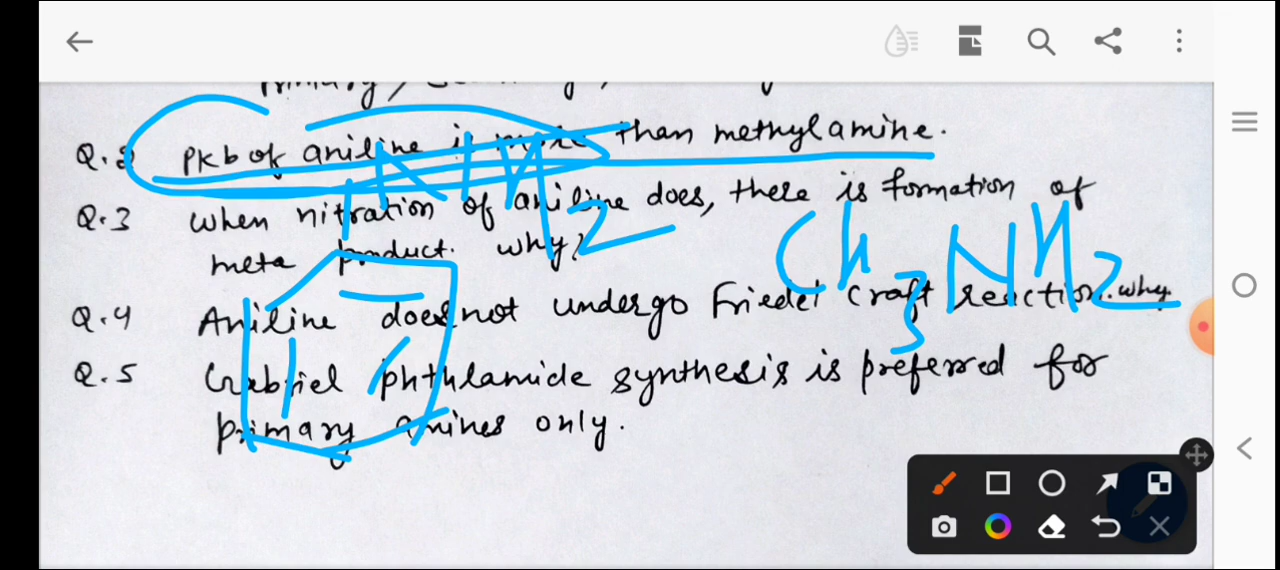 Q.2 Pkb of aniline is more than methylamine.
NH2
Q.3 When nitration of aniline does, there is formation of
meta product. why?
CH3NH2
Q.4 Aniline does not undergo Friedel craft reaction. why.
Q.5 Gabriel phthlamide synthesis is preferred for
primary amines only.